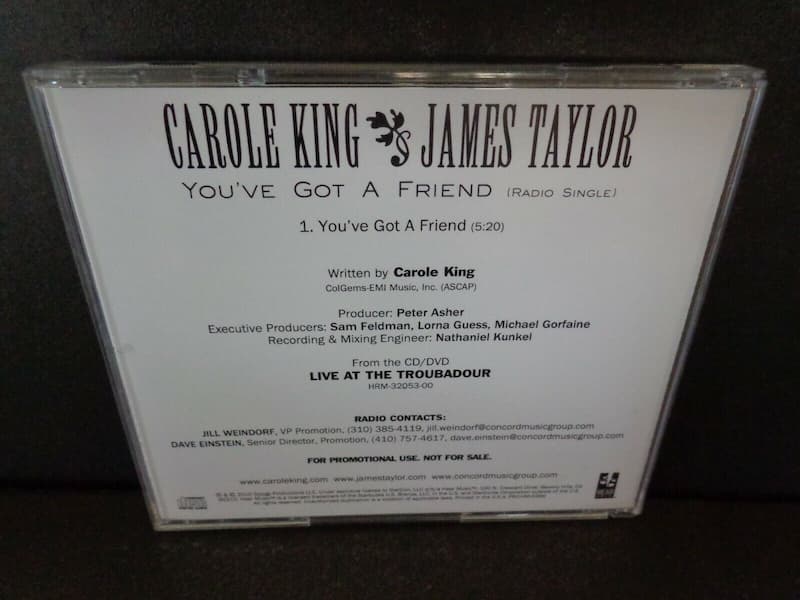 CAROLE KING & JAMES TAYLOR
YOU'VE GOT A FRIEND (RADIO SINGLE)
1. You've Got A Friend (5:20)
Written by Carole King
ColGems-EMI Music, Inc. (ASCAP)
Producer: Peter Asher
Executive Producers: Sam Feldman, Lorna Guess, Michael Gorfaine
Recording & Mixing Engineer: Nathaniel Kunkel
From the CD/DVD
LIVE AT THE TROUBADOUR
HRM-32053-00
RADIO CONTACTS:
JILL WEINDORF, VP Promotion, (310) 385-4119, jill.weindorf@concordmusicgroup.com
DAVE EINSTEIN, Senior Director, Promotion, (410) 757-4617, dave.einstein@concordmusicgroup.com
FOR PROMOTIONAL USE. NOT FOR SALE.
www.caroleking.com www.jamestaylor.com www.concordmusicgroup.com